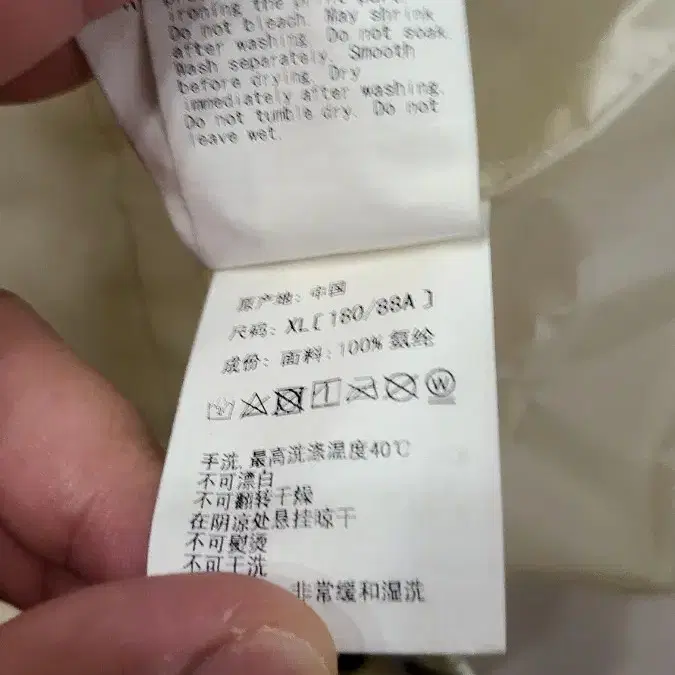 ironing the print part.
Do not bleach. May shrink
after washing. Do not soak.
Wash separately. Smooth
before drying. Dry
immediately after washing.
Do not tumble dry. Do not
leave wet.
原产地: 中国
尺码: XL[180/88A]
成份: 面料:100% 氨纶
W
手洗,最高洗涤温度40℃
不可漂白
不可翻转干燥
在阴凉处悬挂晾干
不可熨烫
不可干洗
非常缓和湿洗